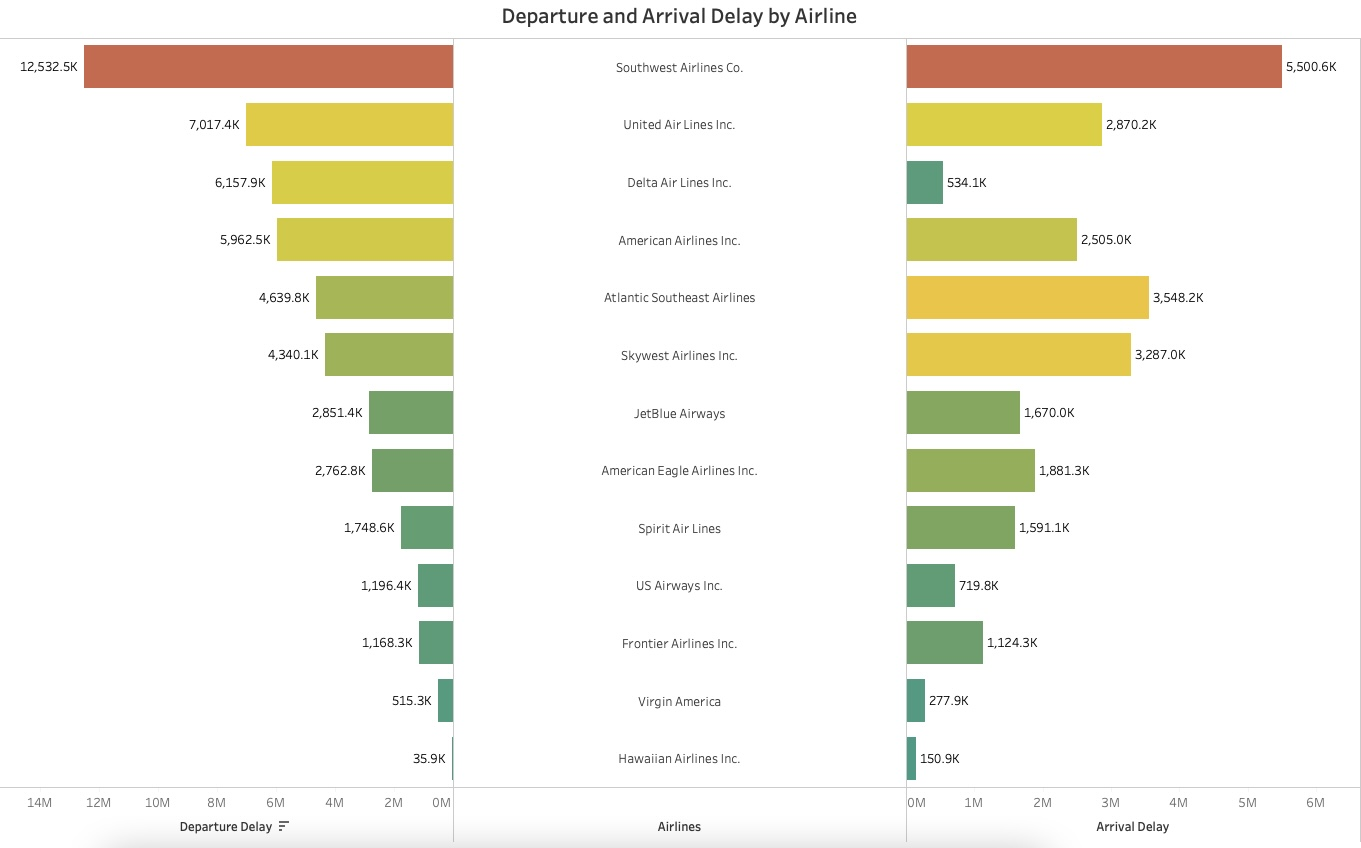 Departure and Arrival Delay by Airline
12,532.5K Southwest Airlines Co. 5,500.6K
7,017.4K United Air Lines Inc. 2,870.2K
6,157.9K Delta Air Lines Inc. 534.1K
5,962.5K American Airlines Inc. 2,505.0K
4,639.8K Atlantic Southeast Airlines 3,548.2K
4,340.1K Skywest Airlines Inc. 3,287.0K
2,851.4K JetBlue Airways 1,670.0K
2,762.8K American Eagle Airlines Inc. 1,881.3K
1,748.6K Spirit Air Lines 1,591.1K
1,196.4K US Airways Inc. 719.8K
1,168.3K Frontier Airlines Inc. 1,124.3K
515.3K Virgin America 277.9K
35.9K Hawaiian Airlines Inc. 150.9K
14M 12M 10M 8M 6M 4M 2M 0M 0M 1M 2M 3M 4M 5M 6M
Departure Delay Airlines Arrival Delay